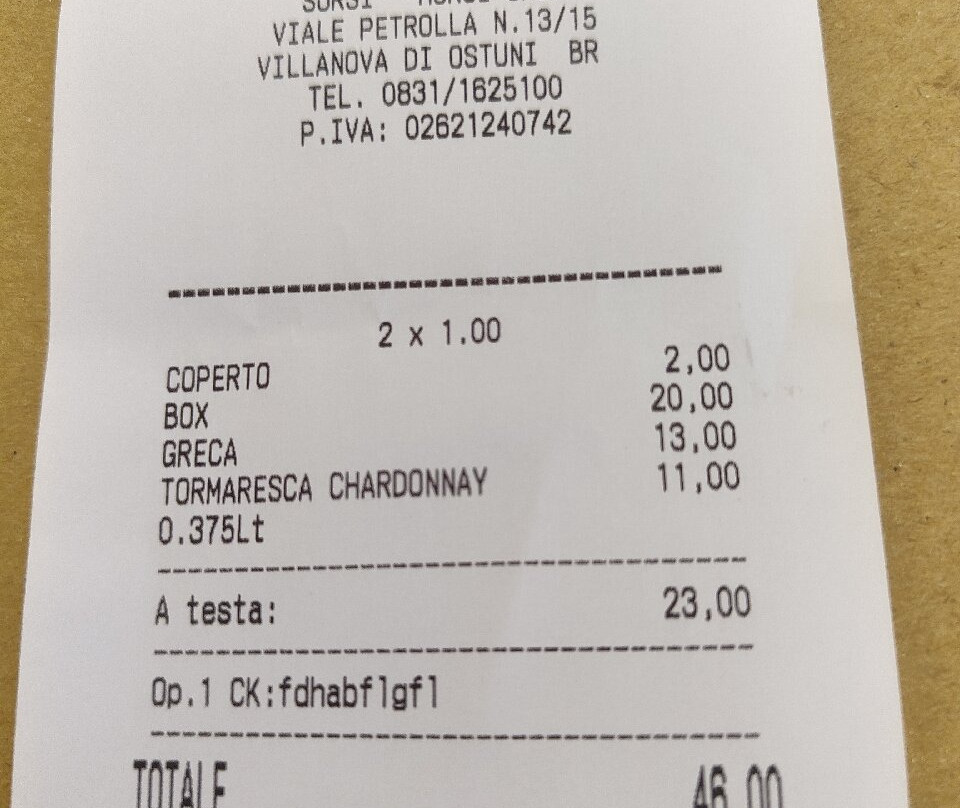 VIALE PETROLLA N.13/15
VILLANOVA DI OSTUNI BR
TEL. 0831/1625100
P.IVA: 02621240742
2 x 1.00
COPERTO 2,00
BOX 20,00
GRECA 13,00
TORMARESCA CHARDONNAY 11,00
0.375Lt
A testa: 23,00
Op.1 CK:fdhabflgfl
TOTALE 46,00